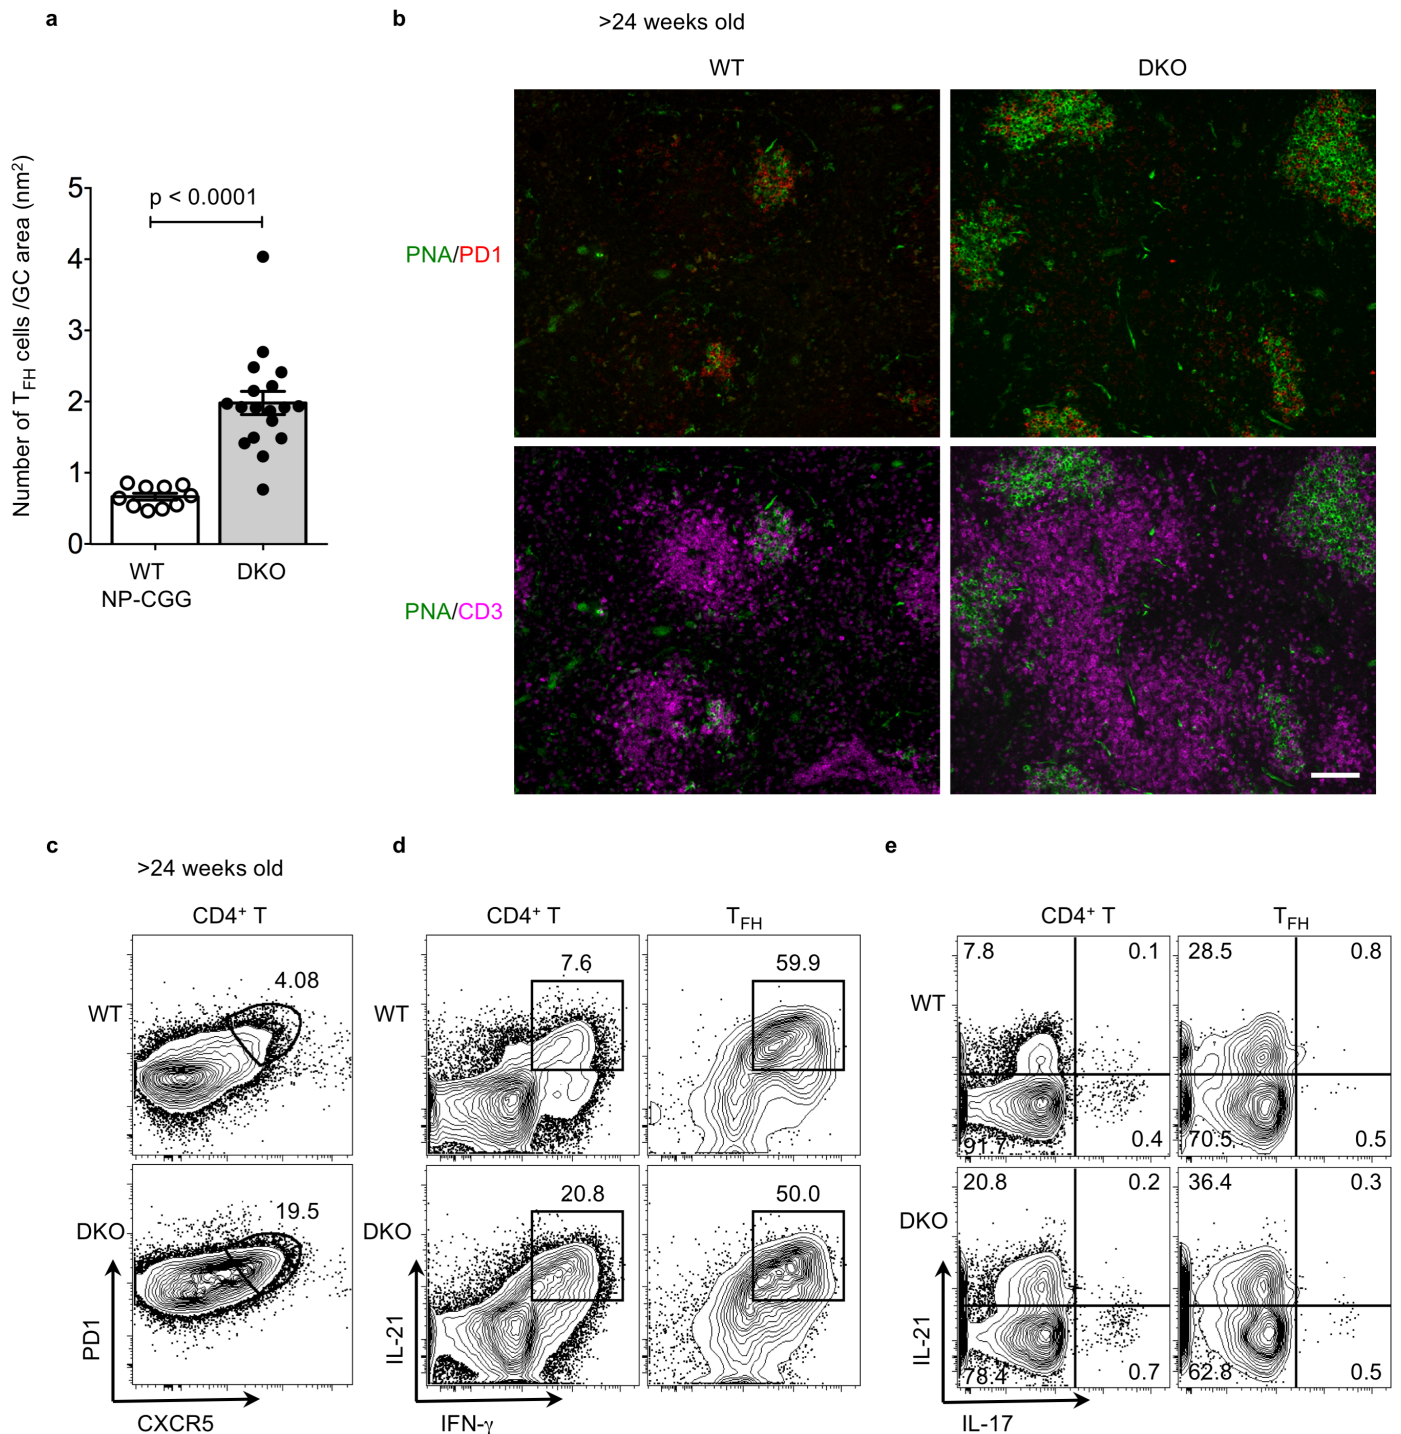 a
Number of TFH cells /GC area (nm2)
5
4
3
2
1
0
p < 0.0001
WT
NP-CGG
DKO
b
>24 weeks old
WT
DKO
PNA/PD1
PNA/CD3
c
>24 weeks old
CD4+ T
WT
4.08
DKO
19.5
PD1
CXCR5
d
CD4+ T
TFH
WT
7.6
59.9
DKO
20.8
50.0
IL-21
IFN-γ
e
CD4+ T
TFH
WT
7.8
0.1
28.5
0.8
91.7
0.4
70.5
0.5
DKO
20.8
0.2
36.4
0.3
78.4
0.7
62.8
0.5
IL-21
IL-17